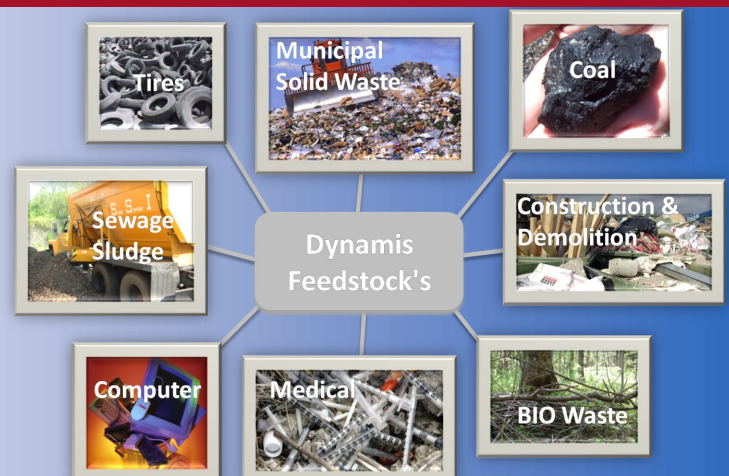 Tires
Municipal
Solid Waste
Coal
Sewage
Sludge
S. S. I
Dynamis
Feedstock's
Construction &
Demolition
Computer
Medical
BIO Waste